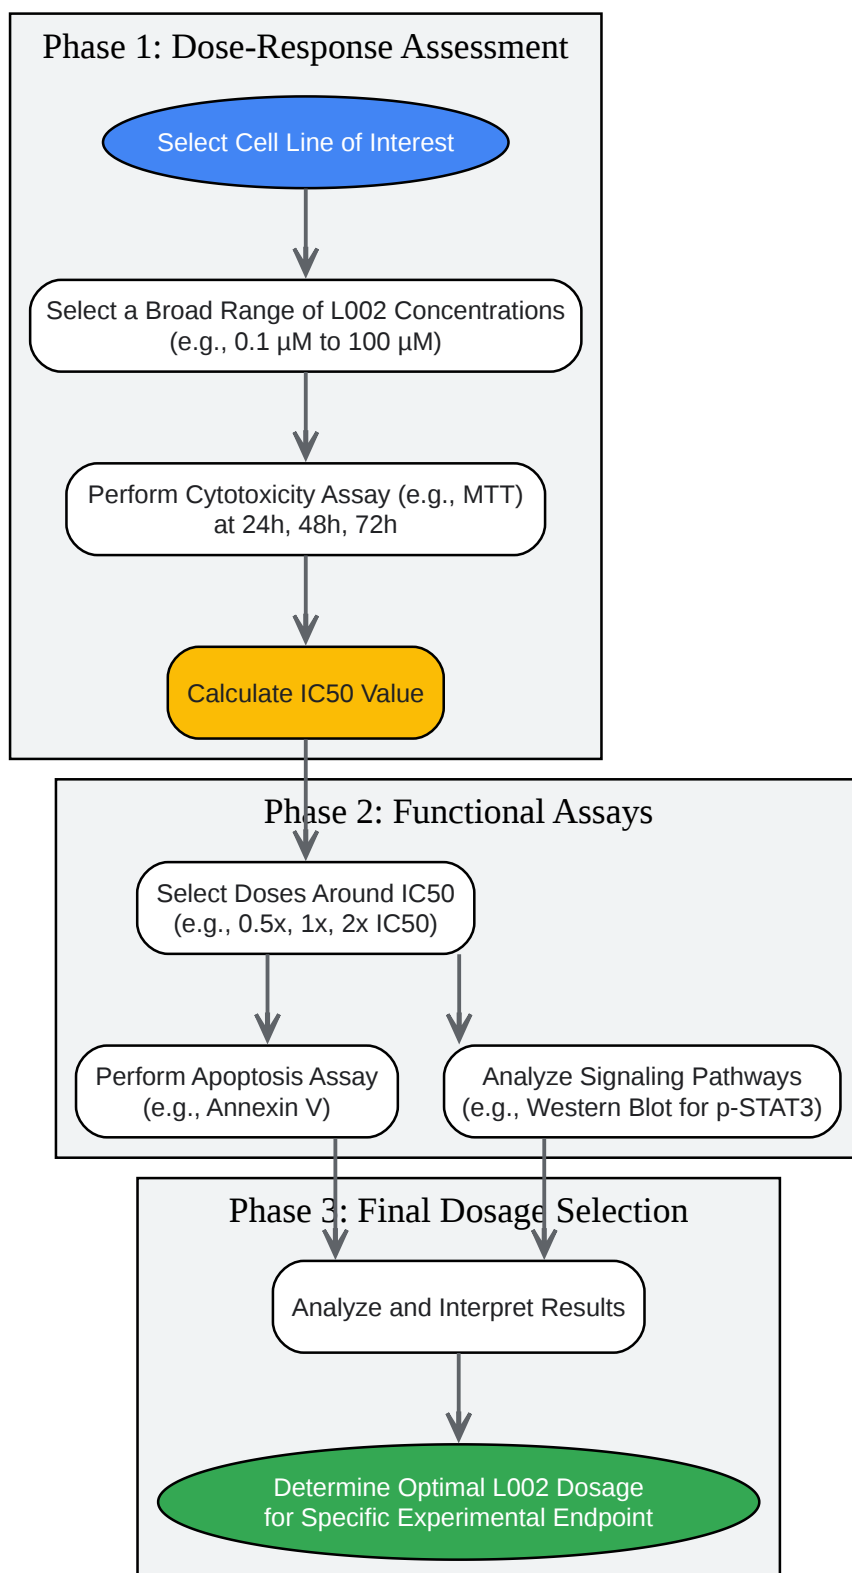 Phase 1: Dose-Response Assessment
Select Cell Line of Interest
Select a Broad Range of L002 Concentrations
(e.g., 0.1 µM to 100 µM)
Perform Cytotoxicity Assay (e.g., MTT)
at 24h, 48h, 72h
Calculate IC50 Value
Phase 2: Functional Assays
Select Doses Around IC50
(e.g., 0.5x, 1x, 2x IC50)
Perform Apoptosis Assay
(e.g., Annexin V)
Analyze Signaling Pathways
(e.g., Western Blot for p-STAT3)
Phase 3: Final Dosage Selection
Analyze and Interpret Results
Determine Optimal L002 Dosage
for Specific Experimental Endpoint